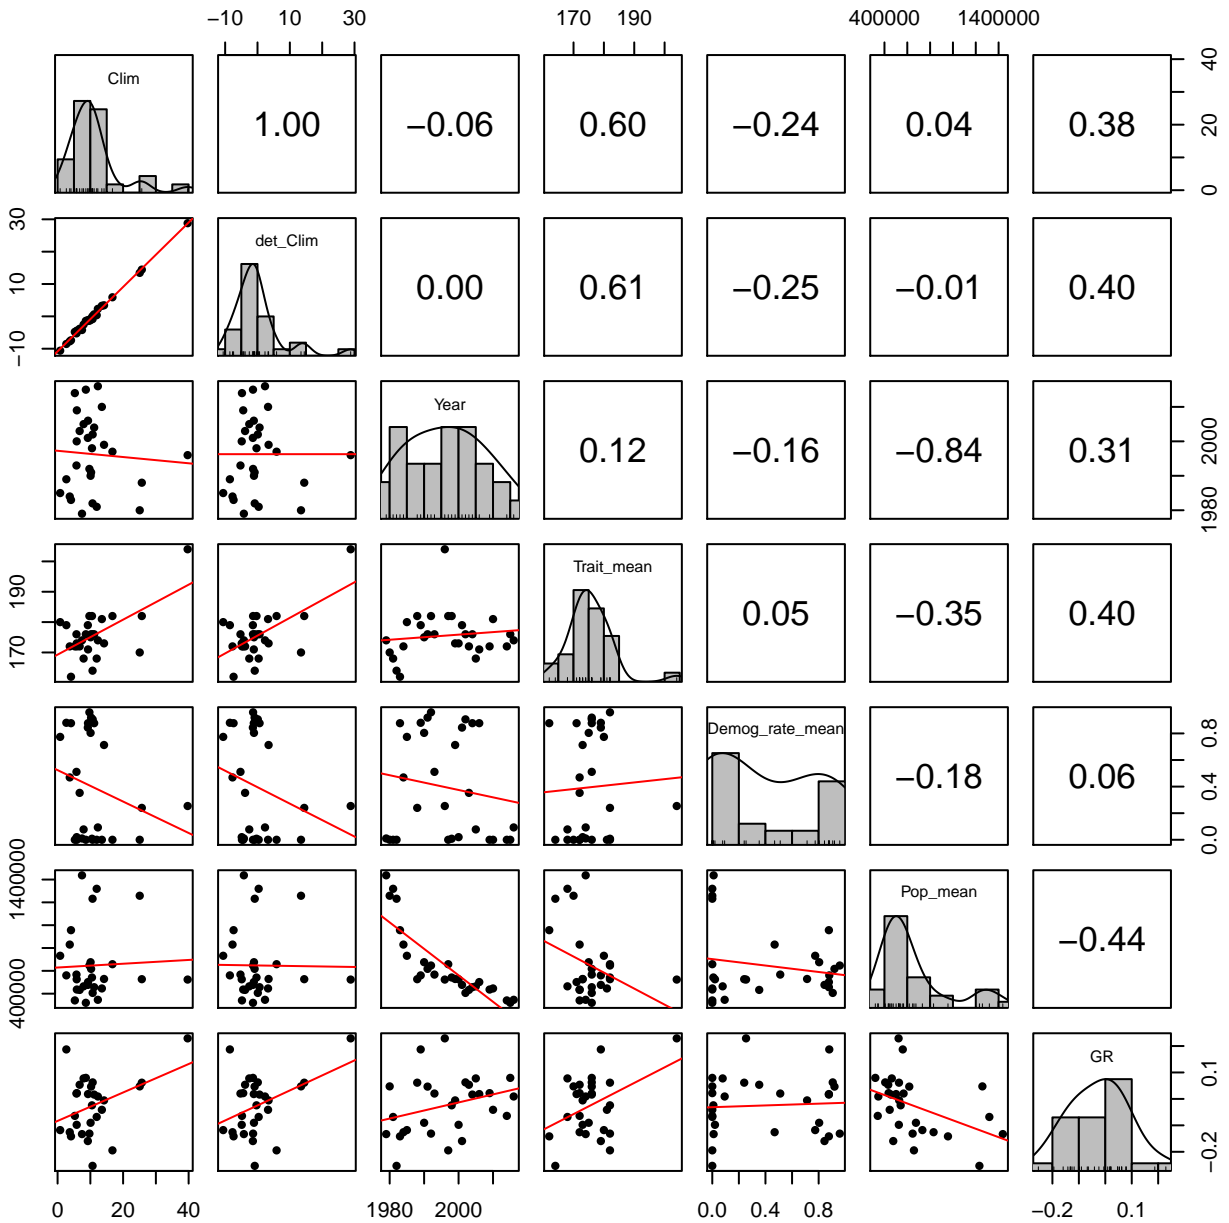 −10 10 30 170 190 400000 1400000
Clim 1.00 −0.06 0.60 −0.24 0.04 0.38 0 20 40
−10 10 30 det_Clim 0.00 0.61 −0.25 −0.01 0.40
Year 0.12 −0.16 −0.84 0.31 1980 2000
170 190 Trait_mean 0.05 −0.35 0.40
Demog_rate_mean −0.18 0.06 0.0 0.4 0.8
400000 1400000 Pop_mean −0.44
GR −0.2 0.1
0 20 40 1980 2000 0.0 0.4 0.8 −0.2 0.1